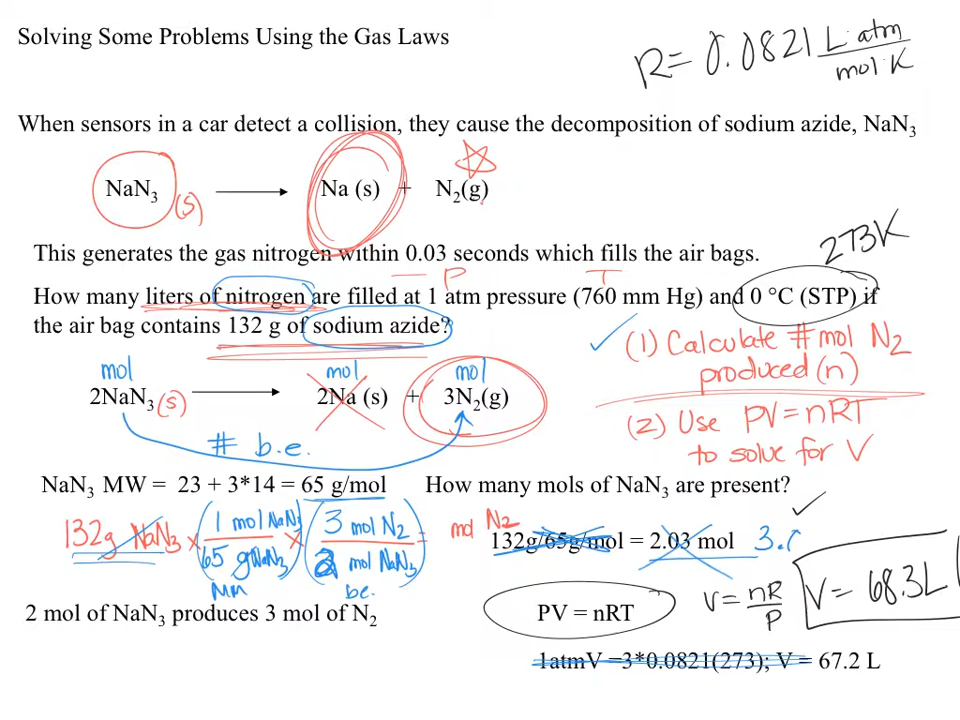 Solving Some Problems Using the Gas Laws
R = 0.0821 L atm / mol K
When sensors in a car detect a collision, they cause the decomposition of sodium azide, NaN3
NaN3 (s) → Na (s) + N2(g)
This generates the gas nitrogen within 0.03 seconds which fills the air bags.
273K
P T
How many liters of nitrogen are filled at 1 atm pressure (760 mm Hg) and 0 °C (STP) if
the air bag contains 132 g of sodium azide?
(1) Calculate # mol N2
produced (n)
mol mol mol
2NaN3 (s) → 2Na (s) + 3N2(g)
(2) Use PV = nRT
to solve for V
# b.e.
NaN3 MW = 23 + 3*14 = 65 g/mol How many mols of NaN3 are present?
132g NaN3 × (1 mol NaN3 / 65 g NaN3) × (3 mol N2 / 2 mol NaN3) = mol N2
MM b.e.
132g/65g/mol = 2.03 mol
V = nR / P
V = 68.3L
2 mol of NaN3 produces 3 mol of N2 PV = nRT
1atmV =3*0.0821(273); V = 67.2 L